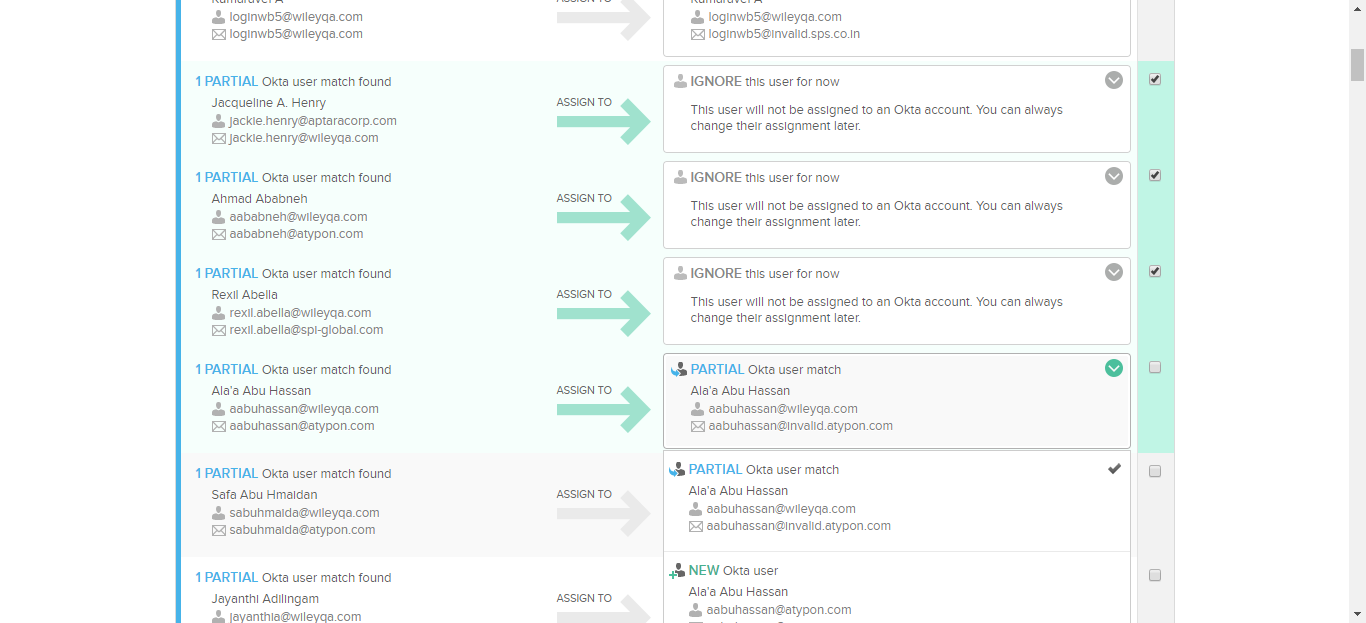 Kumaravel A
ASSIGN TO
Kumaravel A
loginwb5@wileyqa.com
loginwb5@wileyqa.com
loginwb5@wileyqa.com
loginwb5@invalid.sps.co.in
1 PARTIAL Okta user match found
Jacqueline A. Henry
jackie.henry@aptaracorp.com
jackie.henry@wileyqa.com
ASSIGN TO
IGNORE this user for now
This user will not be assigned to an Okta account. You can always
change their assignment later.
1 PARTIAL Okta user match found
Ahmad Ababneh
aababneh@wileyqa.com
aababneh@atypon.com
ASSIGN TO
IGNORE this user for now
This user will not be assigned to an Okta account. You can always
change their assignment later.
1 PARTIAL Okta user match found
Rexil Abella
rexil.abella@wileyqa.com
rexil.abella@spi-global.com
ASSIGN TO
IGNORE this user for now
This user will not be assigned to an Okta account. You can always
change their assignment later.
1 PARTIAL Okta user match found
Ala'a Abu Hassan
aabuhassan@wileyqa.com
aabuhassan@atypon.com
ASSIGN TO
PARTIAL Okta user match
Ala'a Abu Hassan
aabuhassan@wileyqa.com
aabuhassan@invalid.atypon.com
1 PARTIAL Okta user match found
Safa Abu Hmaidan
sabuhmaida@wileyqa.com
sabuhmaida@atypon.com
ASSIGN TO
PARTIAL Okta user match
Ala'a Abu Hassan
aabuhassan@wileyqa.com
aabuhassan@invalid.atypon.com
1 PARTIAL Okta user match found
Jayanthi Adilingam
jayanthia@wileyqa.com
ASSIGN TO
NEW Okta user
Ala'a Abu Hassan
aabuhassan@atypon.com